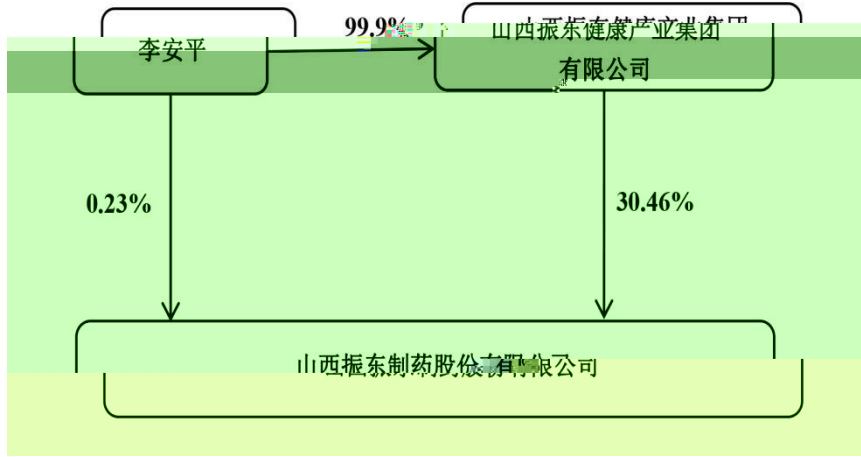 99.9%
李安平
山西振东健康产业集团
有限公司
0.23%
30.46%
山西振东制药股份有限公司